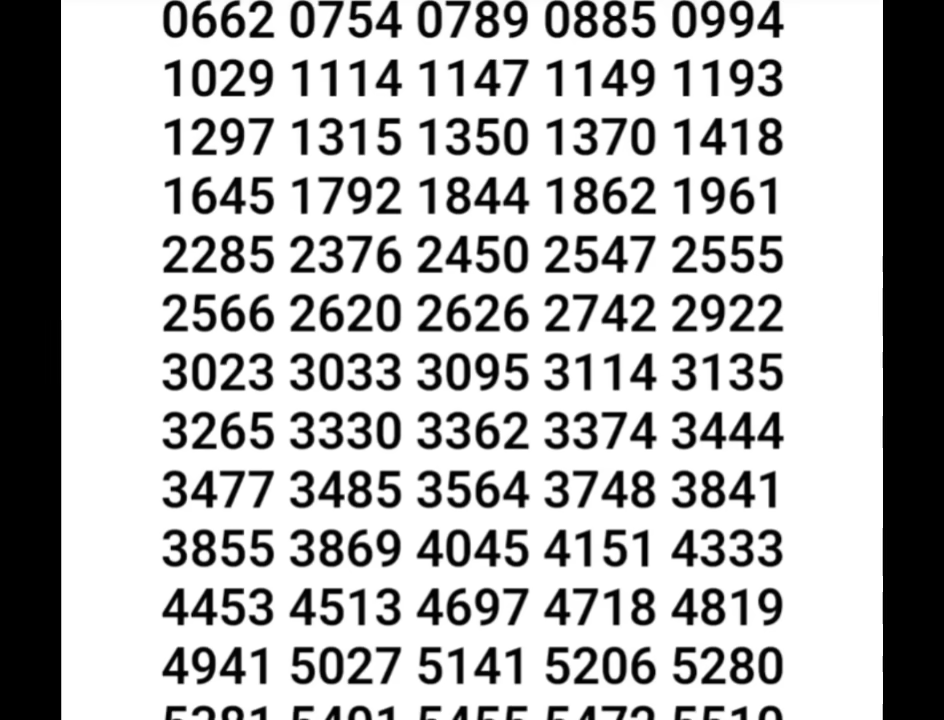 0662 0754 0789 0885 0994
1029 1114 1147 1149 1193
1297 1315 1350 1370 1418
1645 1792 1844 1862 1961
2285 2376 2450 2547 2555
2566 2620 2626 2742 2922
3023 3033 3095 3114 3135
3265 3330 3362 3374 3444
3477 3485 3564 3748 3841
3855 3869 4045 4151 4333
4453 4513 4697 4718 4819
4941 5027 5141 5206 5280